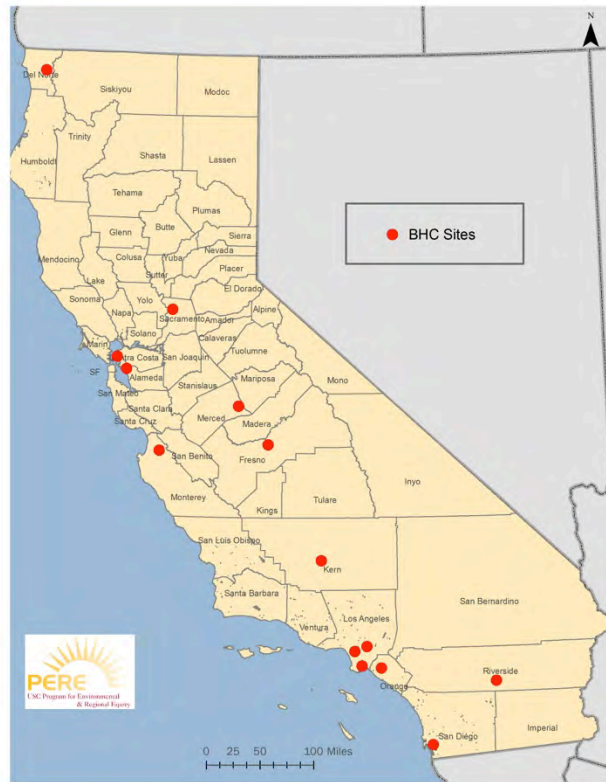 N
Del Norte
Siskiyou
Modoc
Trinity
Humboldt
Shasta
Lassen
Tehama
Plumas
Butte
Glenn
Sierra
Mendocino
Colusa
Yuba
Nevada
Lake
Sutter
Placer
Sonoma
Yolo
El Dorado
Napa
Sacramento
Amador
Alpine
Solano
Marin
Calaveras
Contra Costa
San Joaquin
Tuolumne
SF
Alameda
Mono
Stanislaus
Mariposa
San Mateo
Santa Clara
Merced
Madera
Santa Cruz
San Benito
Fresno
Inyo
Monterey
Kings
Tulare
San Luis Obispo
Kern
Santa Barbara
San Bernardino
Ventura
Los Angeles
Orange
Riverside
San Diego
Imperial
BHC Sites
PERE
USC Program for Environmental
& Regional Equity
0 25 50 100 Miles